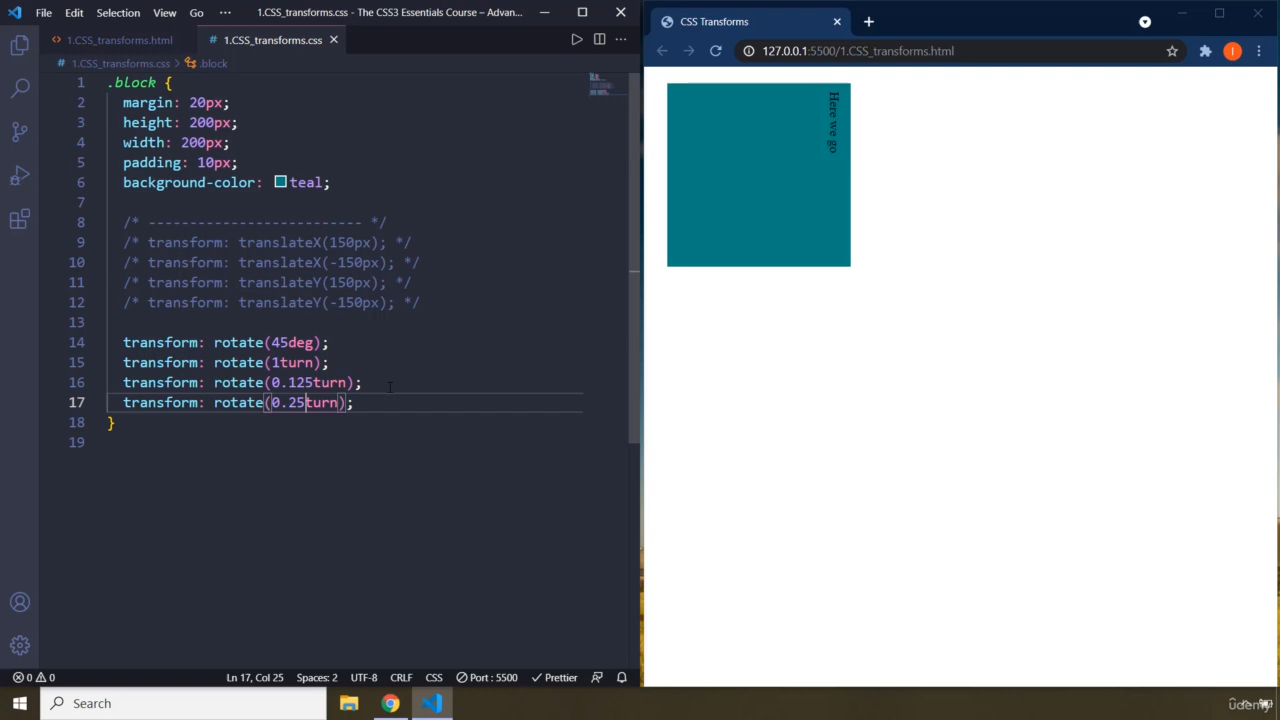 File Edit Selection View Go ··· 1.CSS_transforms.css - The CSS3 Essentials Course – Advan...
1.CSS_transforms.html # 1.CSS_transforms.css
# 1.CSS_transforms.css > .block
1 .block {
2 margin: 20px;
3 height: 200px;
4 width: 200px;
5 padding: 10px;
6 background-color: teal;
7
8 /* -------------------------- */
9 /* transform: translateX(150px); */
10 /* transform: translateX(-150px); */
11 /* transform: translateY(150px); */
12 /* transform: translateY(-150px); */
13
14 transform: rotate(45deg);
15 transform: rotate(1turn);
16 transform: rotate(0.125turn);
17 transform: rotate(0.25turn);
18 }
19
0 0 Ln 17, Col 25 Spaces: 2 UTF-8 CRLF CSS Port : 5500 Prettier
CSS Transforms
127.0.0.1:5500/1.CSS_transforms.html
I
Here we go
Search
ûdemy